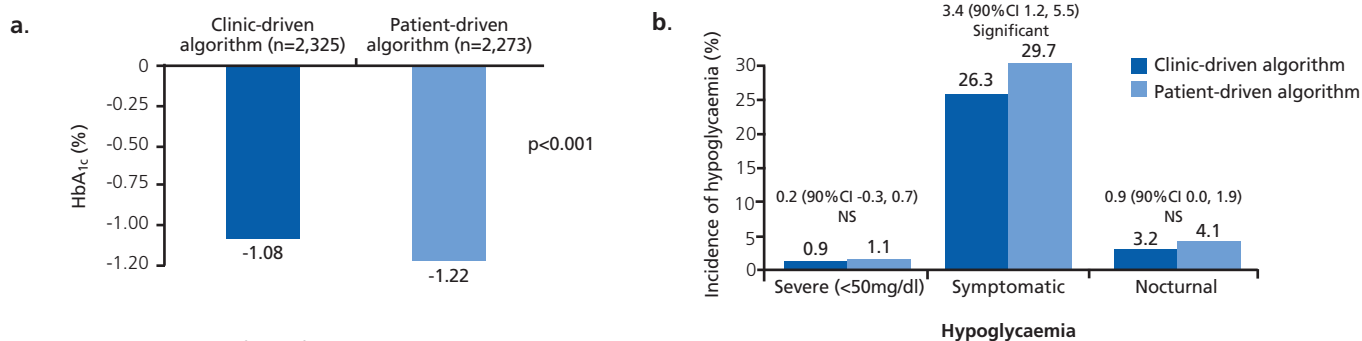 a.
Clinic-driven
algorithm (n=2,325)
Patient-driven
algorithm (n=2,273)
HbA1c (%)
0
-0.25
-0.50
-0.75
-1.00
-1.20
-1.08
-1.22
p<0.001
b.
Incidence of hypoglycaemia (%)
30
25
20
15
10
5
0
3.4 (90%CI 1.2, 5.5)
Significant
26.3
29.7
0.2 (90%CI -0.3, 0.7)
NS
0.9
1.1
0.9 (90%CI 0.0, 1.9)
NS
3.2
4.1
Severe (<50mg/dl)
Symptomatic
Nocturnal
Hypoglycaemia
Clinic-driven algorithm
Patient-driven algorithm